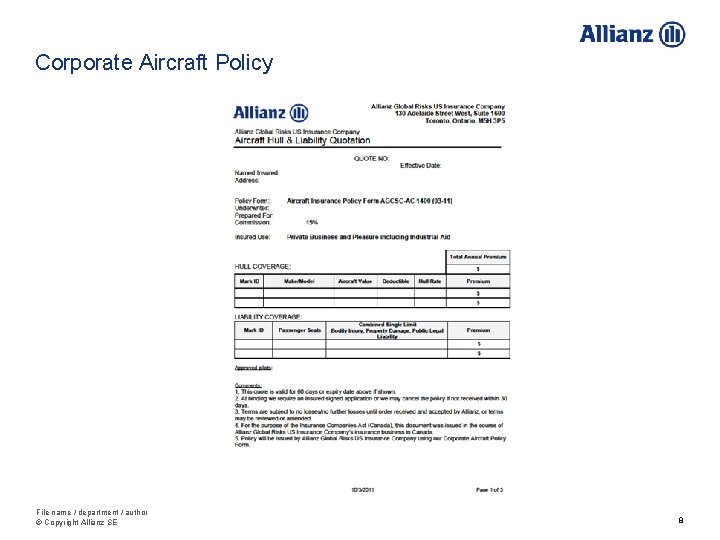 Allianz
Corporate Aircraft Policy
Allianz
Allianz Global Risks US Insurance Company
130 Adelaide Street West, Suite 1600
Toronto, Ontario, M5H 3P5
Allianz Global Risks US Insurance Company
Aircraft Hull & Liability Quotation
QUOTE NO:
Effective Date:
Named Insured:
Address:
Policy Form: Aircraft Insurance Policy Form AGCSC-AC 1400 (03-11)
Underwriter:
Prepared For:
Commission: 15%
Insured Use: Private Business and Pleasure Including Industrial Aid
Total Annual Premium
HULL COVERAGE: $
Mark ID Make/Model Aircraft Value Deductible Hull Rate Premium
$
$
LIABILITY COVERAGE:
Mark ID Passenger Seats Combined Single Limit Bodily Injury, Property Damage, Public Legal Liability Premium
$
$
Approved pilots:
Comments:
1. This quote is valid for 60 days or expiry date above if shown.
2. At binding we require an insured signed application or we may cancel the policy if not received within 30
days.
3. Terms are subject to no losses/no further losses until order received and accepted by Allianz, or terms
may be reviewed or amended.
4. For the purpose of the Insurance Companies Act (Canada), this document was issued in the course of
Allianz Global Risks US Insurance Company's insurance business in Canada.
5. Policy will be issued by Allianz Global Risks US Insurance Company using our Corporate Aircraft Policy
Form.
10/3/2011 Page 1 of 3
File name / department / author
© Copyright Allianz SE
8